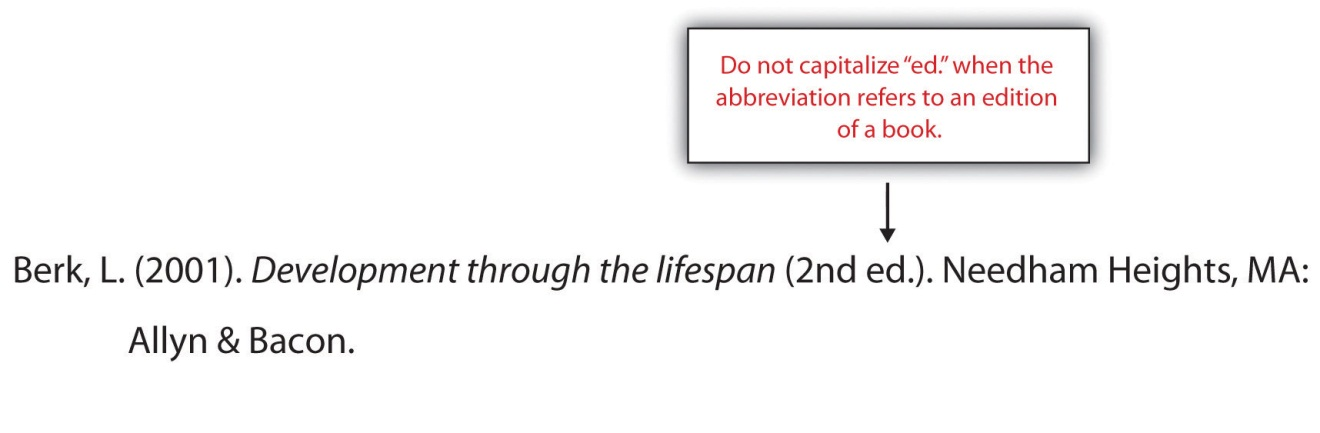 Do not capitalize “ed.” when the
abbreviation refers to an edition
of a book.
Berk, L. (2001). Development through the lifespan (2nd ed.). Needham Heights, MA:
Allyn & Bacon.